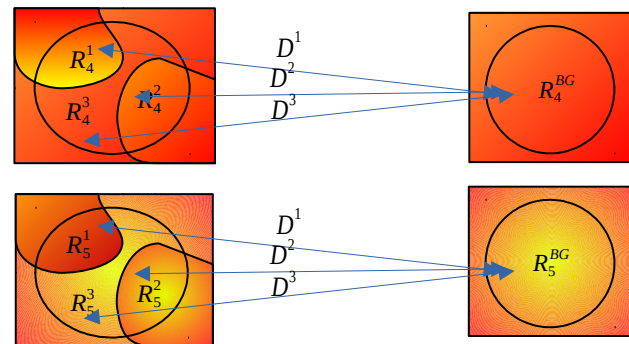 D^1
R_4^1
D^2
R_4^{BG}
R_4^2
R_4^3
D^3
D^1
R_5^1
D^2
R_5^{BG}
R_5^3
R_5^2
D^3